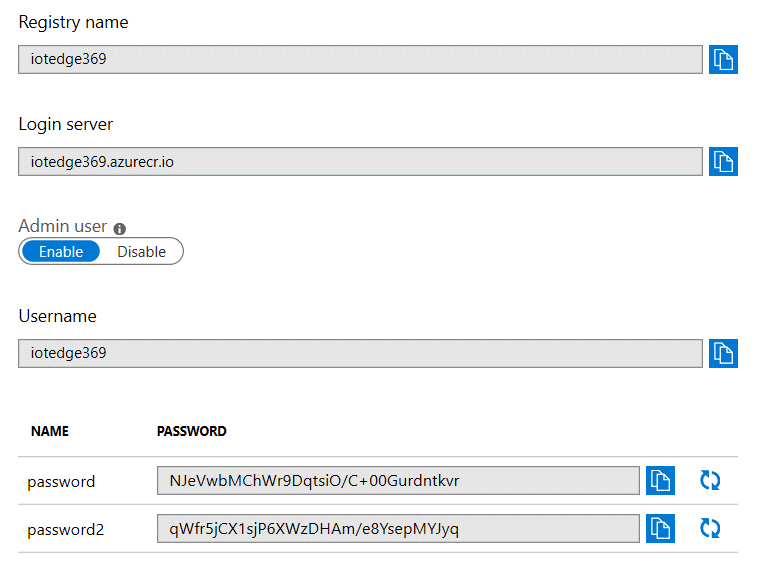 Registry name
iotedge369
Login server
iotedge369.azurecr.io
Admin user
Enable Disable
Username
iotedge369
NAME PASSWORD
password NJeVwbMChWr9DqtsiO/C+00Gurdntkvr
password2 qWfr5jCX1sjP6XWzDHAm/e8YsepMYJyq